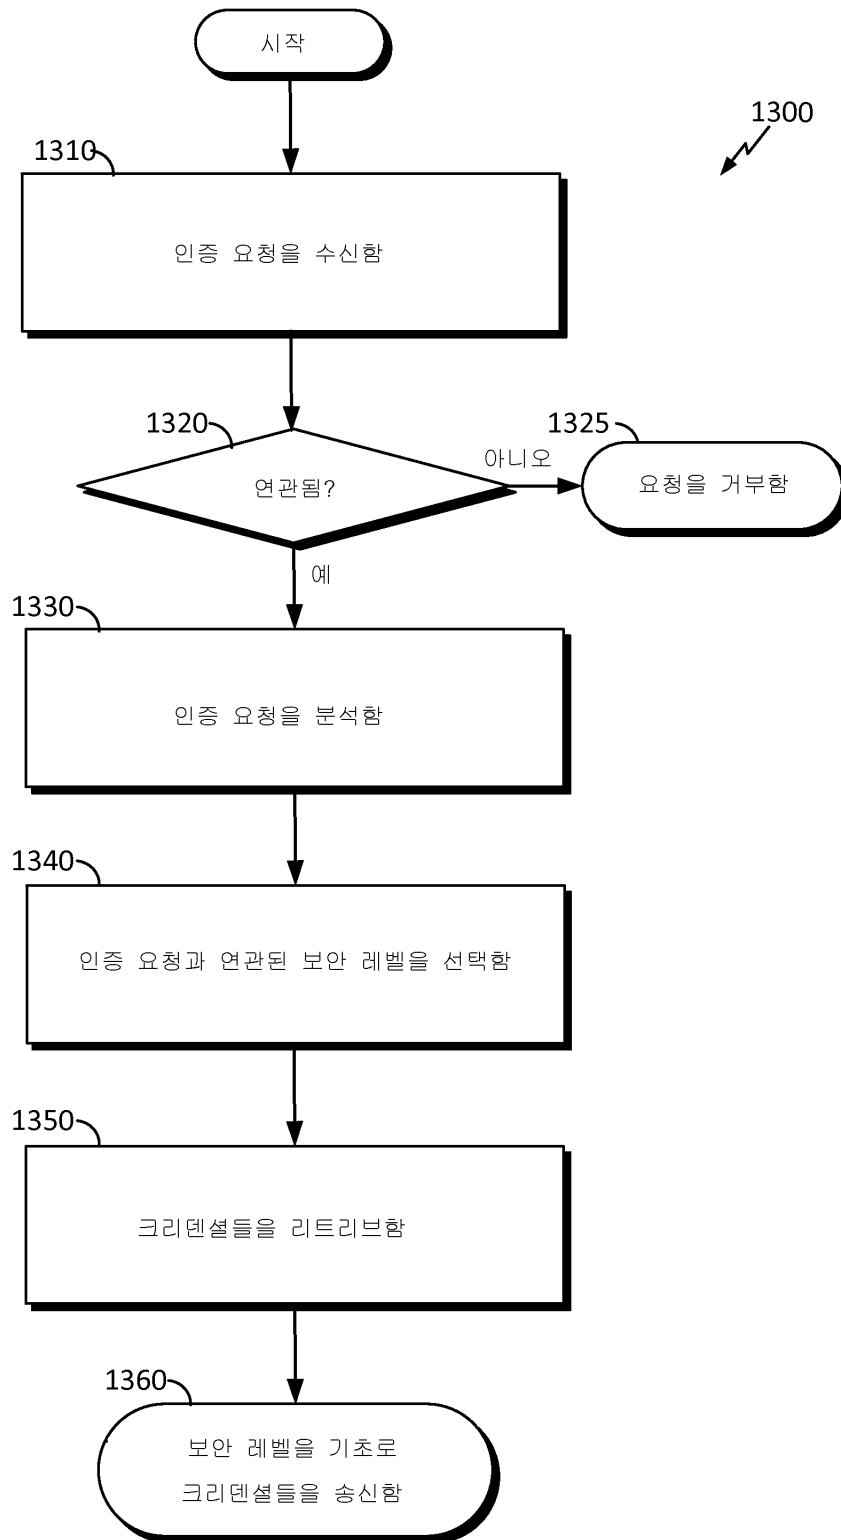 시작
1300
1310
인증 요청을 수신함
1320
연관됨?
아니오
1325
요청을 거부함
예
1330
인증 요청을 분석함
1340
인증 요청과 연관된 보안 레벨을 선택함
1350
크리덴셜들을 리트리브함
1360
보안 레벨을 기초로
크리덴셜들을 송신함